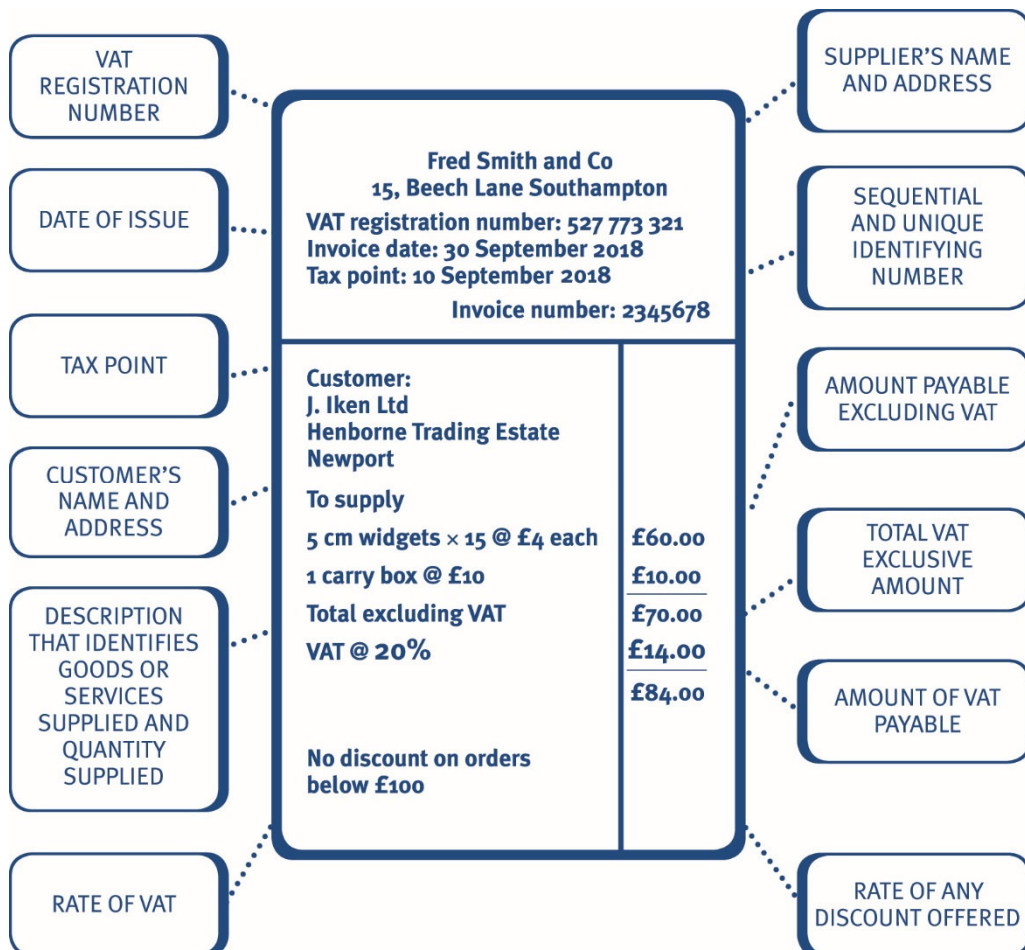 VAT
REGISTRATION
NUMBER
DATE OF ISSUE
TAX POINT
CUSTOMER'S
NAME AND
ADDRESS
DESCRIPTION
THAT IDENTIFIES
GOODS OR
SERVICES
SUPPLIED AND
QUANTITY
SUPPLIED
RATE OF VAT
Fred Smith and Co
15, Beech Lane Southampton
VAT registration number: 527 773 321
Invoice date: 30 September 2018
Tax point: 10 September 2018
Invoice number: 2345678
Customer:
J. Iken Ltd
Henborne Trading Estate
Newport
To supply
5 cm widgets × 15 @ £4 each £60.00
1 carry box @ £10 £10.00
Total excluding VAT £70.00
VAT @ 20% £14.00
£84.00
No discount on orders
below £100
SUPPLIER'S NAME
AND ADDRESS
SEQUENTIAL
AND UNIQUE
IDENTIFYING
NUMBER
AMOUNT PAYABLE
EXCLUDING VAT
TOTAL VAT
EXCLUSIVE
AMOUNT
AMOUNT OF VAT
PAYABLE
RATE OF ANY
DISCOUNT OFFERED